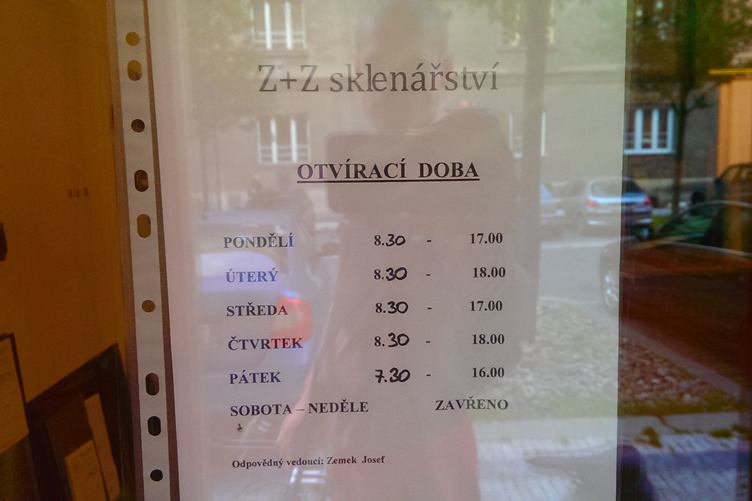 Z+Z sklenářství
OTVÍRACÍ DOBA
PONDĚLÍ 8.30 - 17.00
ÚTERÝ 8.30 - 18.00
STŘEDA 8.30 - 17.00
ČTVRTEK 8.30 - 18.00
PÁTEK 7.30 - 16.00
SOBOTA – NEDĚLE ZAVŘENO
Odpovědný vedoucí: Zemek Josef